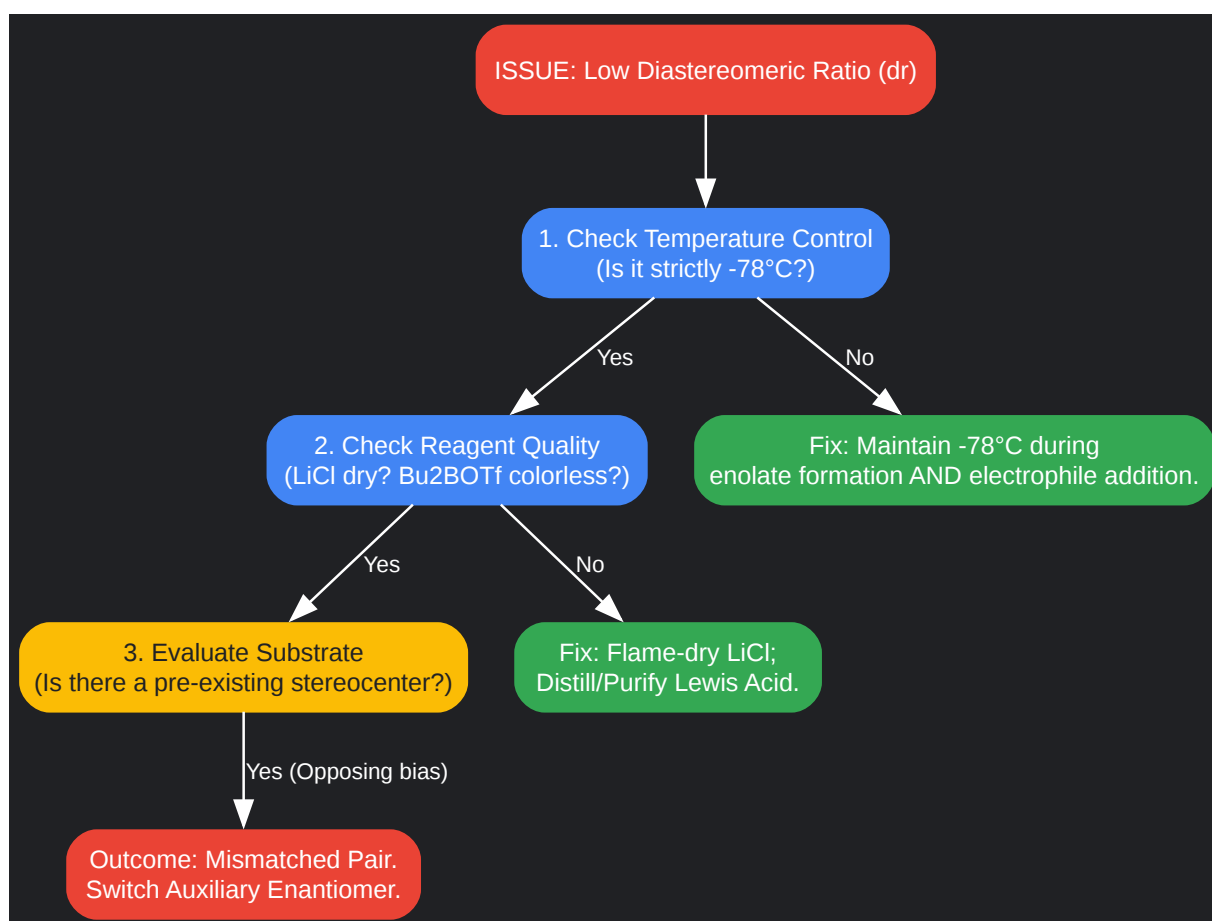 ISSUE: Low Diastereomeric Ratio (dr)
1. Check Temperature Control
(Is it strictly -78°C?)
Yes
No
2. Check Reagent Quality
(LiCl dry? Bu2BOTf colorless?)
Fix: Maintain -78°C during
enolate formation AND electrophile addition.
Yes
No
3. Evaluate Substrate
(Is there a pre-existing stereocenter?)
Fix: Flame-dry LiCl;
Distill/Purify Lewis Acid.
Yes (Opposing bias)
Outcome: Mismatched Pair.
Switch Auxiliary Enantiomer.